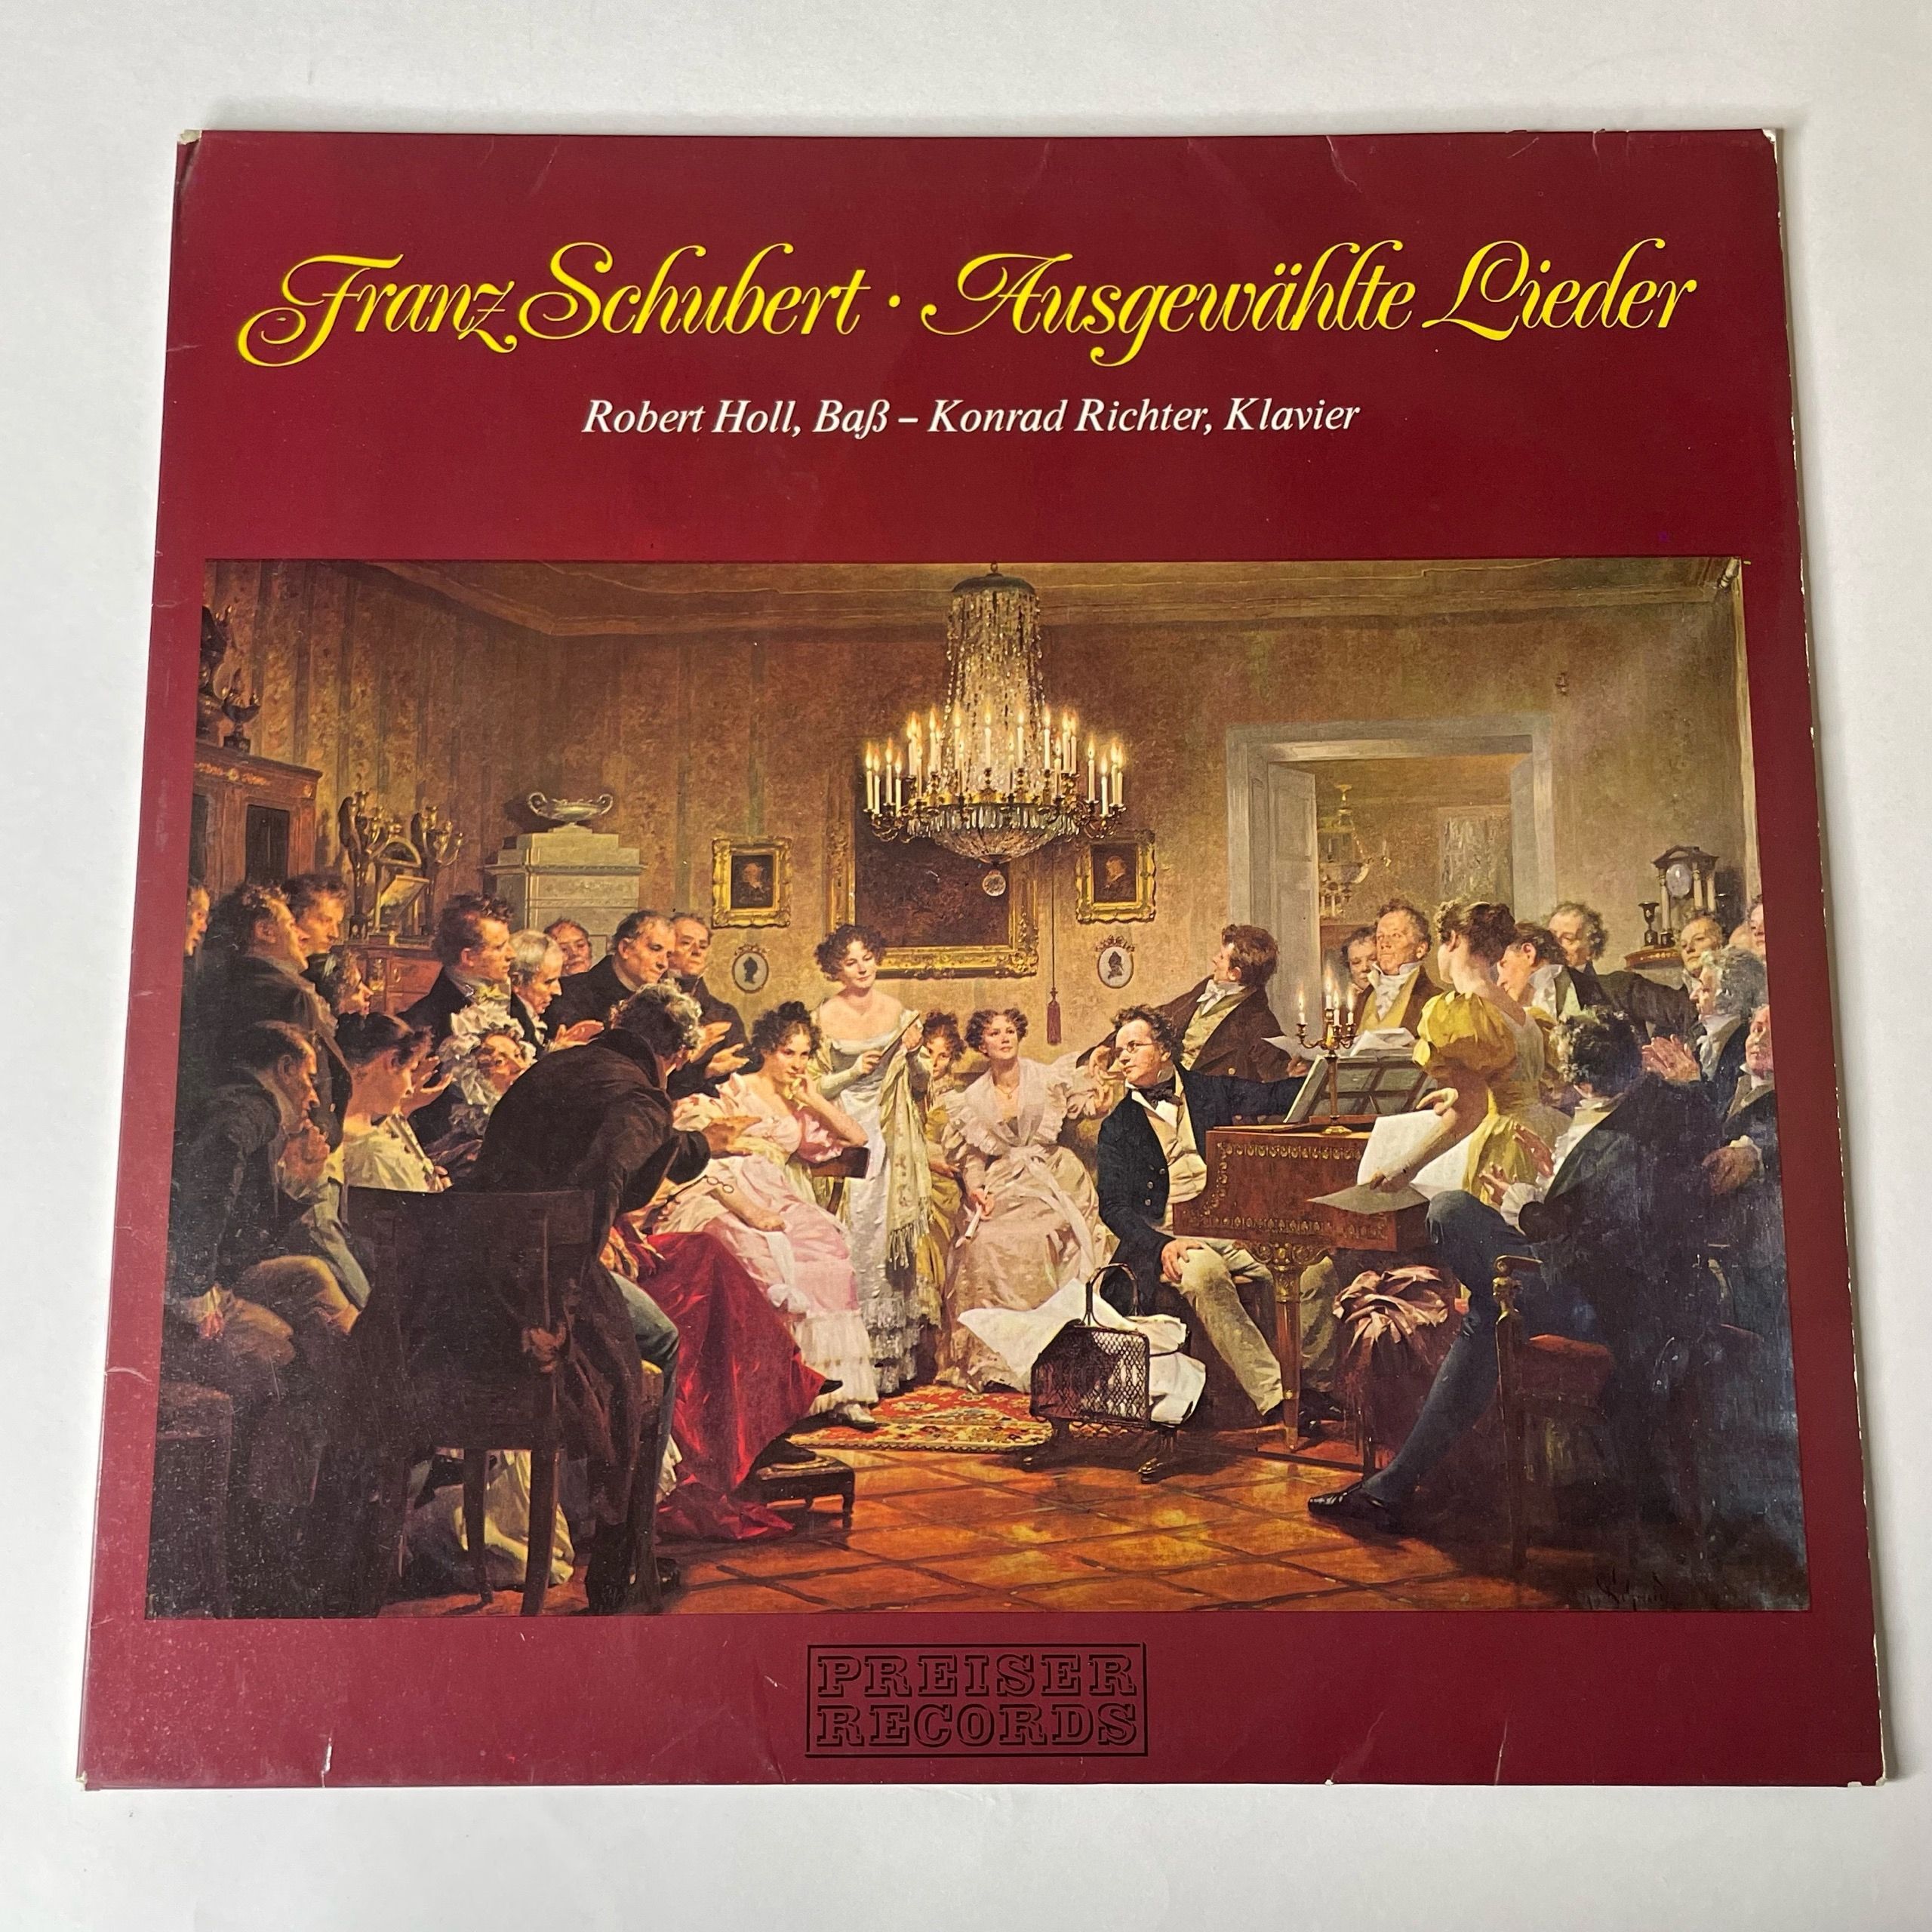 Franz Schubert · Ausgewählte Lieder
Robert Holl, Baß – Konrad Richter, Klavier
PREISER
RECORDS